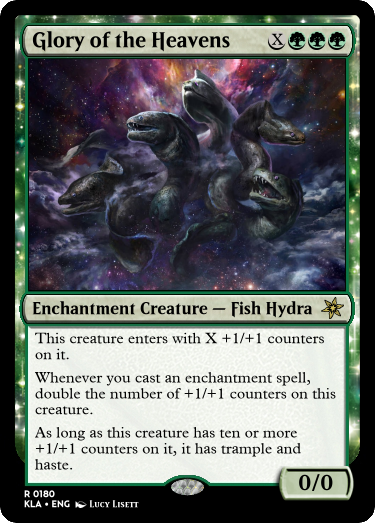 Glory of the Heavens X
Enchantment Creature — Fish Hydra
This creature enters with X +1/+1 counters
on it.
Whenever you cast an enchantment spell,
double the number of +1/+1 counters on this
creature.
As long as this creature has ten or more
+1/+1 counters on it, it has trample and
haste.
0/0
R 0180
KLA • ENG Lucy Lisett